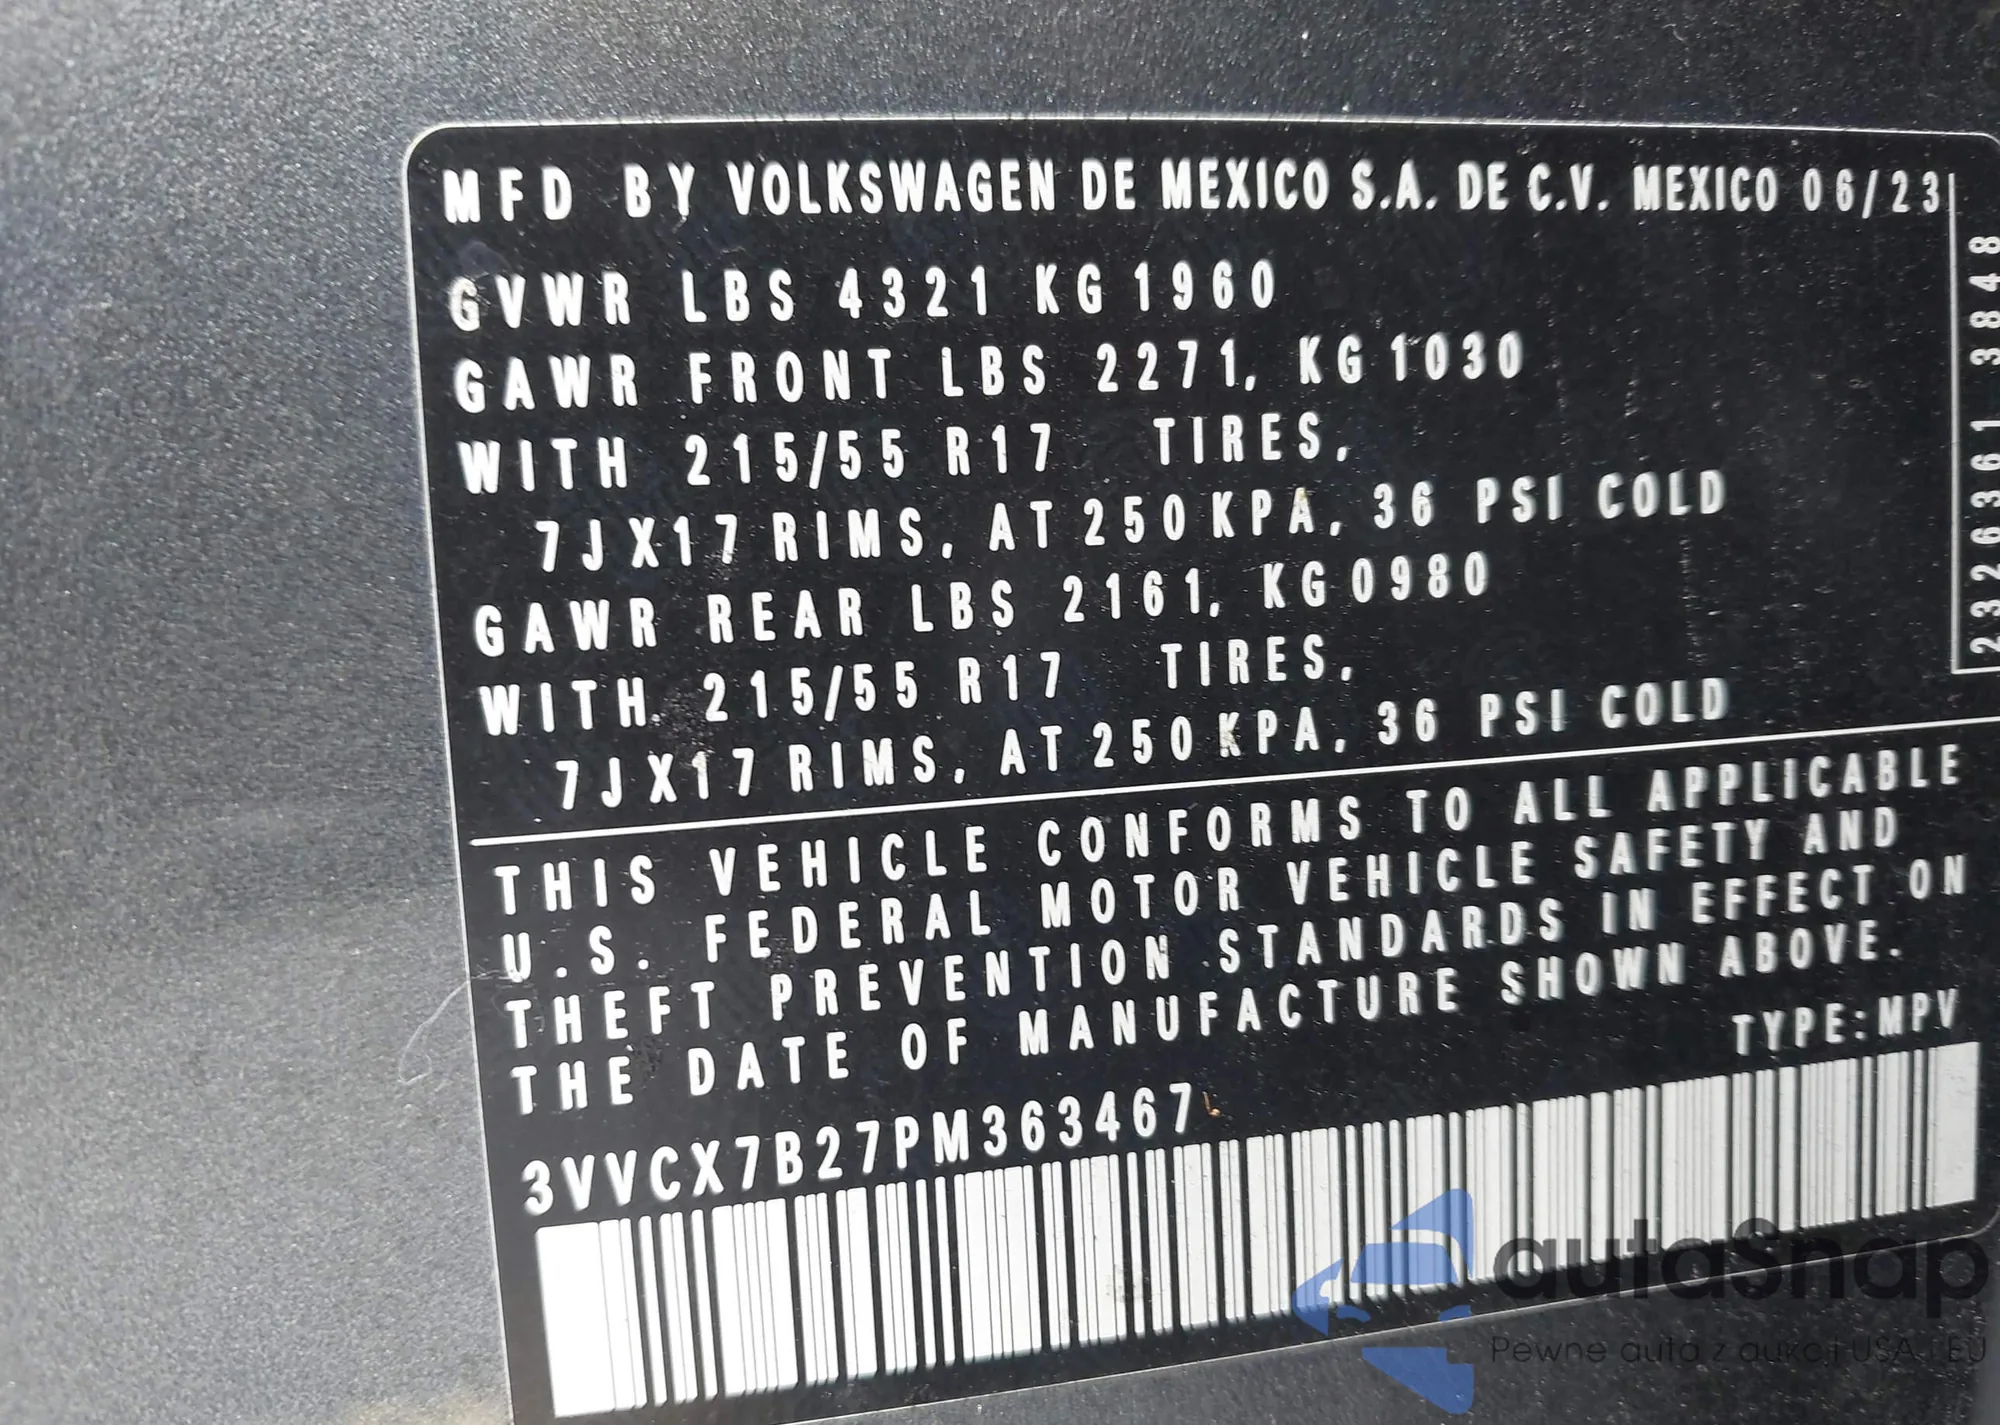 MFD BY VOLKSWAGEN DE MEXICO S.A. DE C.V. MEXICO 06/23
GVWR LBS 4321 KG 1960
GAWR FRONT LBS 2271, KG 1030
WITH 215/55 R17 TIRES,
7JX17 RIMS, AT 250 KPA, 36 PSI COLD
GAWR REAR LBS 2161, KG 0980
WITH 215/55 R17 TIRES,
7JX17 RIMS, AT 250 KPA, 36 PSI COLD
2326361 3848
THIS VEHICLE CONFORMS TO ALL APPLICABLE
U.S. FEDERAL MOTOR VEHICLE SAFETY AND
THEFT PREVENTION STANDARDS IN EFFECT ON
THE DATE OF MANUFACTURE SHOWN ABOVE.
TYPE:MPV
3VVCX7B27PM363467
autaSnap
Pewne auta z aukcji USA i EU